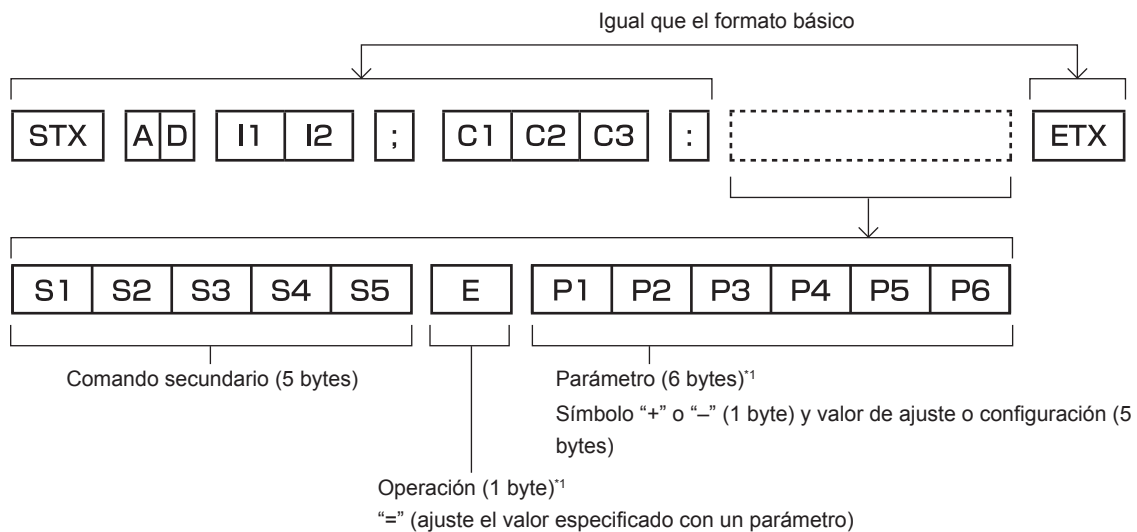 Igual que el formato básico
STX A D I1 I2 ; C1 C2 C3 : ETX
S1 S2 S3 S4 S5 E P1 P2 P3 P4 P5 P6
Comando secundario (5 bytes)
Parámetro (6 bytes)*1
Símbolo “+” o “–” (1 byte) y valor de ajuste o configuración (5
bytes)
Operación (1 byte)*1
“=” (ajuste el valor especificado con un parámetro)